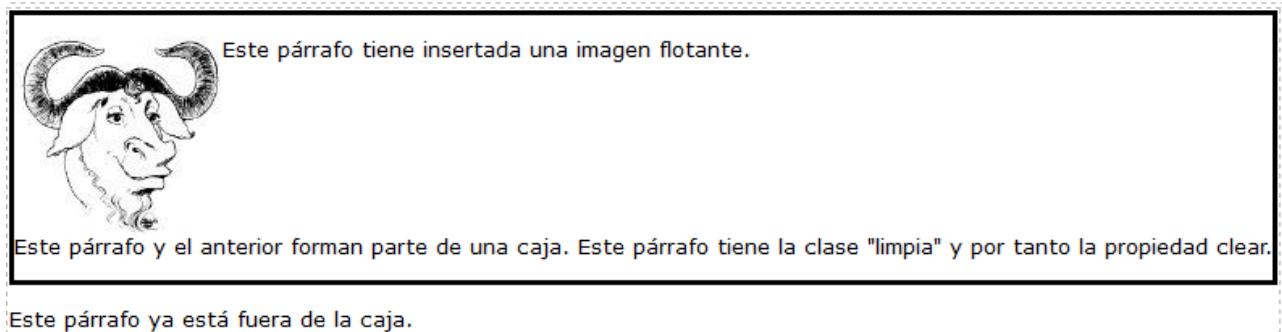 Este párrafo tiene insertada una imagen flotante.
Este párrafo y el anterior forman parte de una caja. Este párrafo tiene la clase "limpia" y por tanto la propiedad clear.
Este párrafo ya está fuera de la caja.